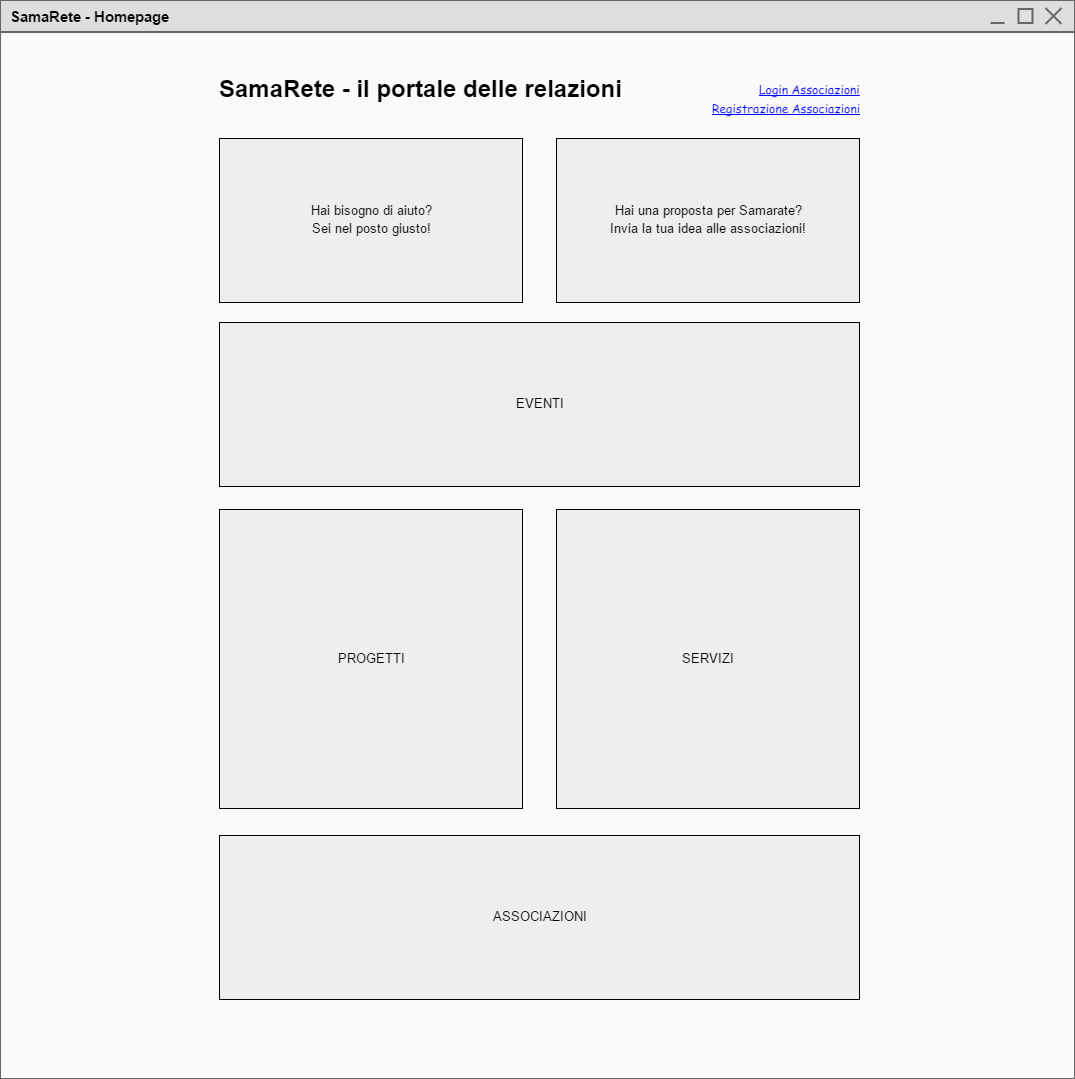 SamaRete - Homepage
SamaRete - il portale delle relazioni
Login Associazioni
Registrazione Associazioni
Hai bisogno di aiuto?
Sei nel posto giusto!
Hai una proposta per Samarate?
Invia la tua idea alle associazioni!
EVENTI
PROGETTI
SERVIZI
ASSOCIAZIONI